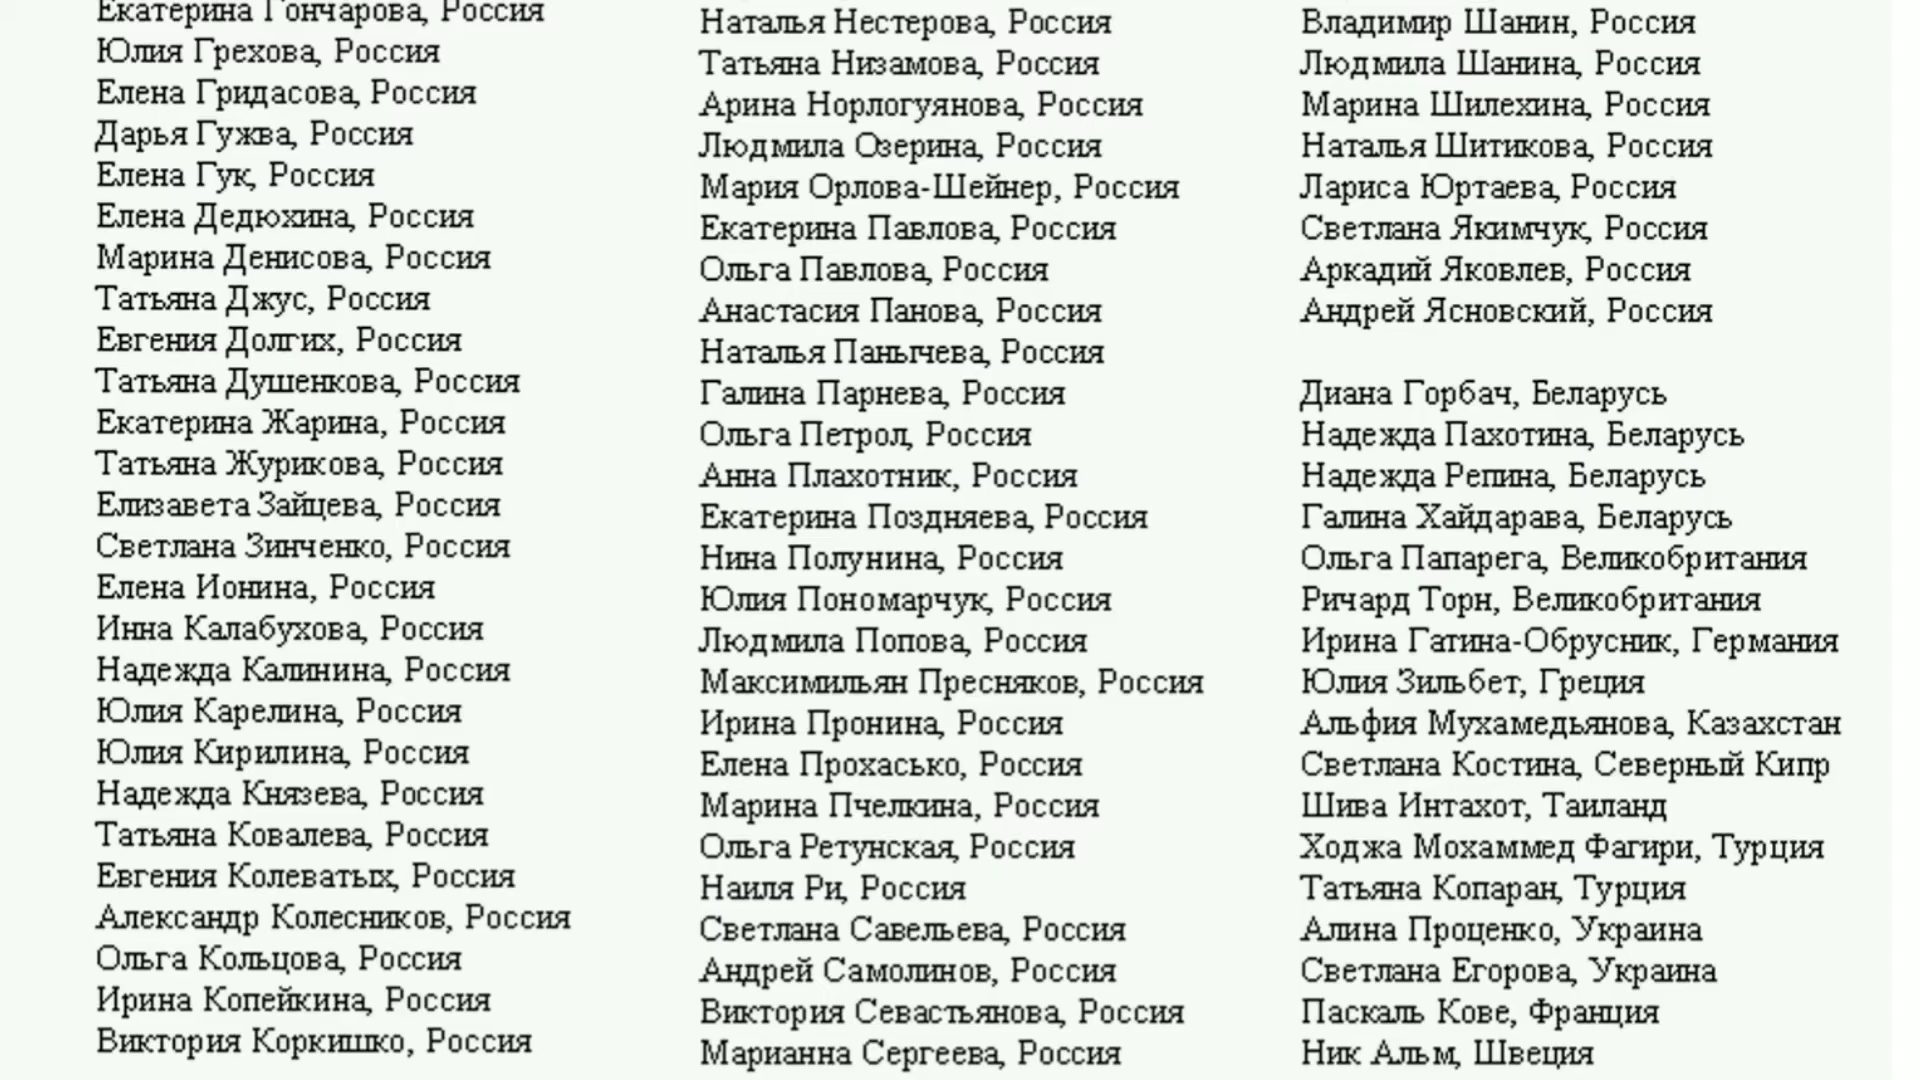 Екатерина Гончарова, Россия
Юлия Грехова, Россия
Елена Гридасова, Россия
Дарья Гужва, Россия
Елена Гук, Россия
Елена Дедюхина, Россия
Марина Денисова, Россия
Татьяна Джус, Россия
Евгения Долгих, Россия
Татьяна Душенкова, Россия
Екатерина Жарина, Россия
Татьяна Журикова, Россия
Елизавета Зайцева, Россия
Светлана Зинченко, Россия
Елена Ионина, Россия
Инна Калабухова, Россия
Надежда Калинина, Россия
Юлия Карелина, Россия
Юлия Кирилина, Россия
Надежда Князева, Россия
Татьяна Ковалева, Россия
Евгения Колеватых, Россия
Александр Колесников, Россия
Ольга Кольцова, Россия
Ирина Копейкина, Россия
Виктория Коркишко, Россия
Наталья Нестерова, Россия
Татьяна Низамова, Россия
Арина Норлогуянова, Россия
Людмила Озерина, Россия
Мария Орлова-Шейнер, Россия
Екатерина Павлова, Россия
Ольга Павлова, Россия
Анастасия Панова, Россия
Наталья Панычева, Россия
Галина Парнева, Россия
Ольга Петрол, Россия
Анна Плахотник, Россия
Екатерина Поздняева, Россия
Нина Полунина, Россия
Юлия Пономарчук, Россия
Людмила Попова, Россия
Максимильян Пресняков, Россия
Ирина Пронина, Россия
Елена Прохасько, Россия
Марина Пчелкина, Россия
Ольга Ретунская, Россия
Наиля Ри, Россия
Светлана Савельева, Россия
Андрей Самолинов, Россия
Виктория Севастьянова, Россия
Марианна Сергеева, Россия
Владимир Шанин, Россия
Людмила Шанина, Россия
Марина Шилехина, Россия
Наталья Шитикова, Россия
Лариса Юртаева, Россия
Светлана Якимчук, Россия
Аркадий Яковлев, Россия
Андрей Ясновский, Россия
Диана Горбач, Беларусь
Надежда Пахотина, Беларусь
Надежда Репина, Беларусь
Галина Хайдарава, Беларусь
Ольга Папарега, Великобритания
Ричард Торн, Великобритания
Ирина Гатина-Обрусник, Германия
Юлия Зильбет, Греция
Альфия Мухамедьянова, Казахстан
Светлана Костина, Северный Кипр
Шива Интахот, Таиланд
Ходжа Мохаммед Фагири, Турция
Татьяна Копаран, Турция
Алина Проценко, Украина
Светлана Егорова, Украина
Паскаль Кове, Франция
Ник Альм, Швеция